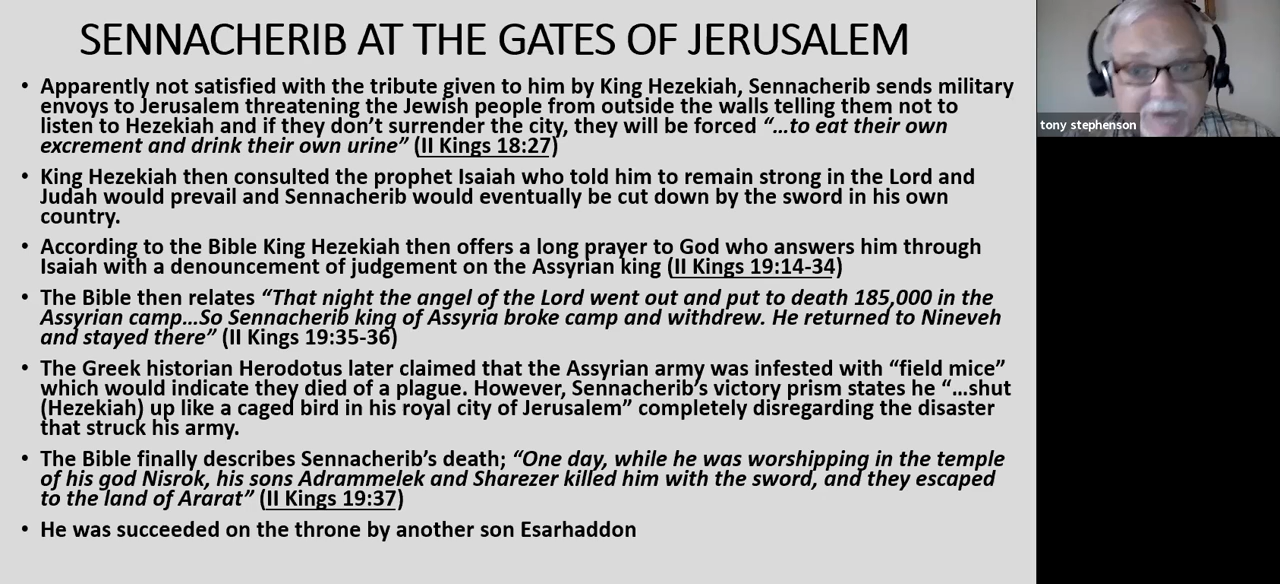 SENNACHERIB AT THE GATES OF JERUSALEM
• Apparently not satisfied with the tribute given to him by King Hezekiah, Sennacherib sends military
envoys to Jerusalem threatening the Jewish people from outside the walls telling them not to
listen to Hezekiah and if they don’t surrender the city, they will be forced “…to eat their own
excrement and drink their own urine” (II Kings 18:27)
• King Hezekiah then consulted the prophet Isaiah who told him to remain strong in the Lord and
Judah would prevail and Sennacherib would eventually be cut down by the sword in his own
country.
• According to the Bible King Hezekiah then offers a long prayer to God who answers him through
Isaiah with a denouncement of judgement on the Assyrian king (II Kings 19:14-34)
• The Bible then relates “That night the angel of the Lord went out and put to death 185,000 in the
Assyrian camp…So Sennacherib king of Assyria broke camp and withdrew. He returned to Nineveh
and stayed there” (II Kings 19:35-36)
• The Greek historian Herodotus later claimed that the Assyrian army was infested with “field mice”
which would indicate they died of a plague. However, Sennacherib’s victory prism states he “…shut
(Hezekiah) up like a caged bird in his royal city of Jerusalem” completely disregarding the disaster
that struck his army.
• The Bible finally describes Sennacherib’s death; “One day, while he was worshipping in the temple
of his god Nisrok, his sons Adrammelek and Sharezer killed him with the sword, and they escaped
to the land of Ararat” (II Kings 19:37)
• He was succeeded on the throne by another son Esarhaddon
tony stephenson